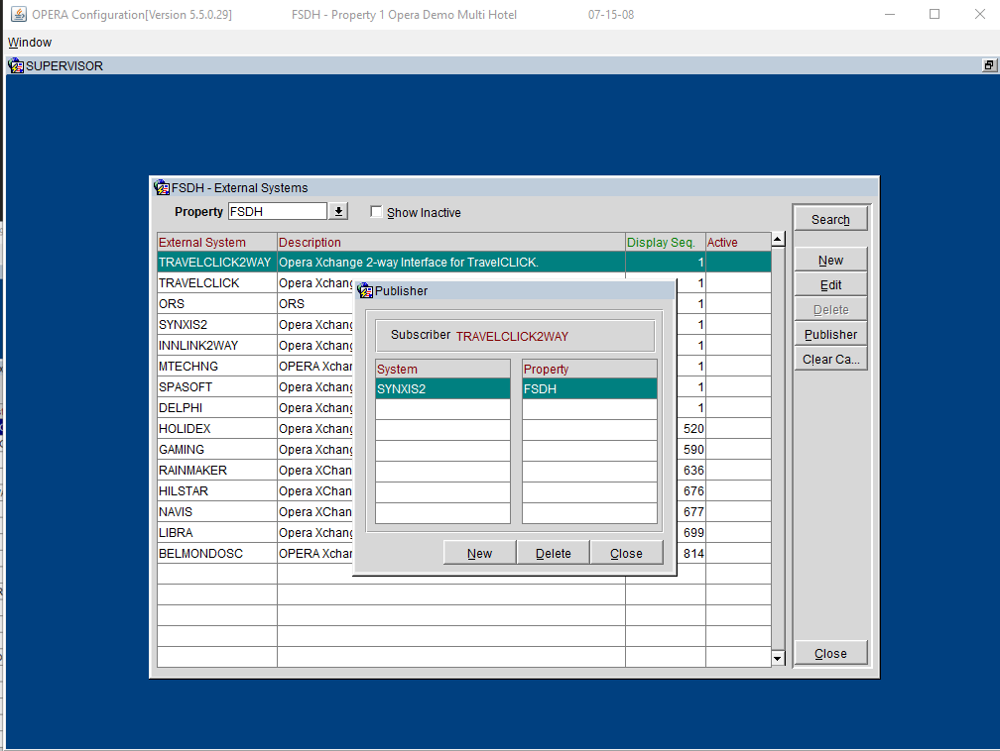 OPERA Configuration[Version 5.5.0.29] FSDH - Property 1 Opera Demo Multi Hotel 07-15-08
Window
SUPERVISOR
FSDH - External Systems
Property FSDH Show Inactive
Search
New
Edit
Delete
Publisher
Clear Ca...
Close
External System Description Display Seq. Active
TRAVELCLICK2WAY Opera Xchange 2-way Interface for TravelCLICK. 1
TRAVELCLICK Opera Xchang 1
ORS ORS 1
SYNXIS2 Opera Xchang 1
INNLINK2WAY Opera Xchang 1
MTECHNG OPERA Xchar 1
SPASOFT Opera Xchang 1
DELPHI Opera Xchang 1
HOLIDEX Opera Xchang 520
GAMING Opera Xchang 590
RAINMAKER Opera XChan 636
HILSTAR Opera XChan 676
NAVIS Opera XChan 677
LIBRA Opera Xchang 699
BELMONDOSC OPERA Xchar 814
Publisher
Subscriber TRAVELCLICK2WAY
System Property
SYNXIS2 FSDH
New Delete Close